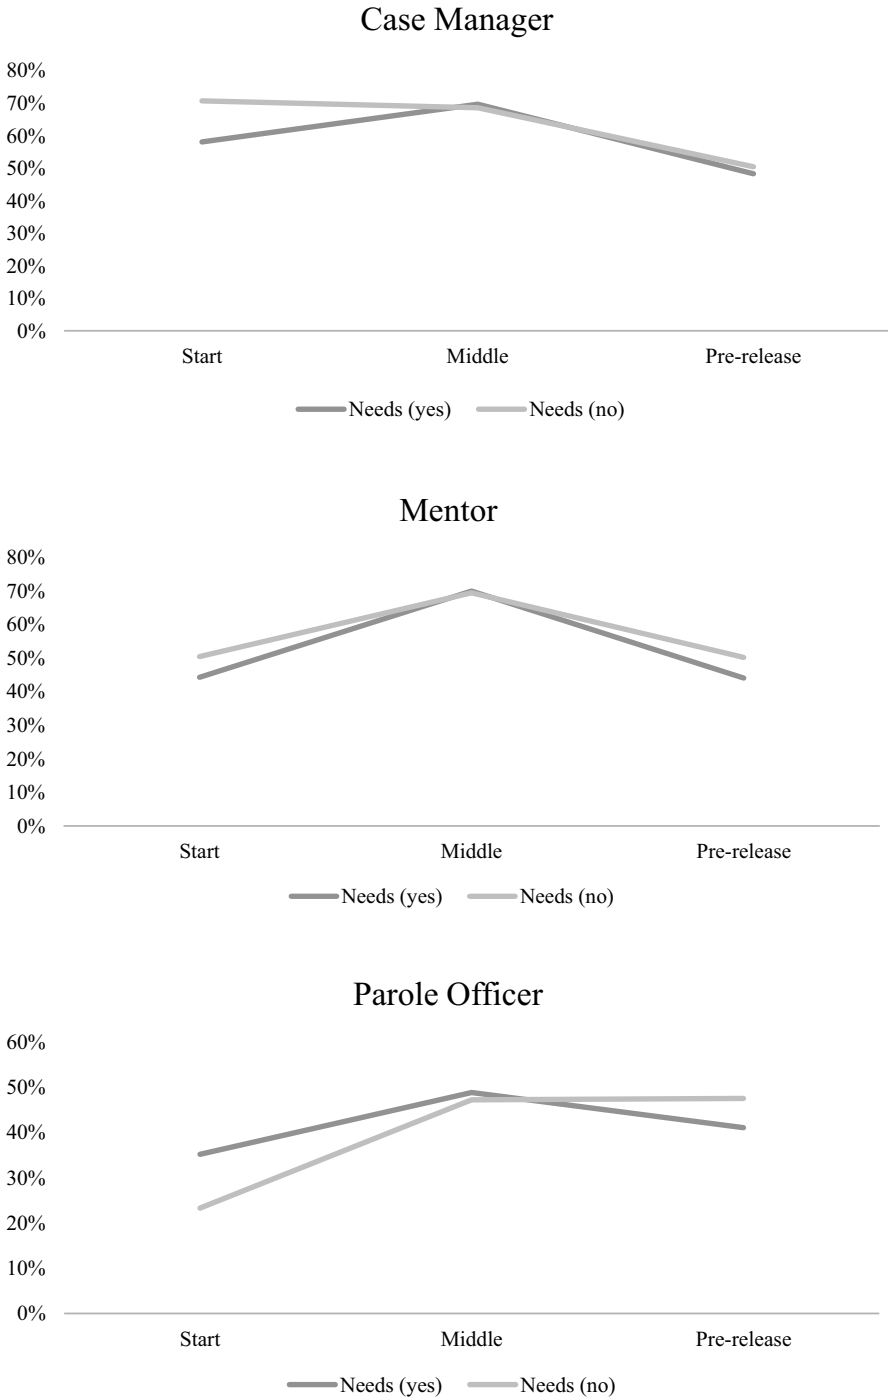 Case Manager
80%
70%
60%
50%
40%
30%
20%
10%
0%
Start Middle Pre-release
Needs (yes) Needs (no)
Mentor
80%
70%
60%
50%
40%
30%
20%
10%
0%
Start Middle Pre-release
Needs (yes) Needs (no)
Parole Officer
60%
50%
40%
30%
20%
10%
0%
Start Middle Pre-release
Needs (yes) Needs (no)